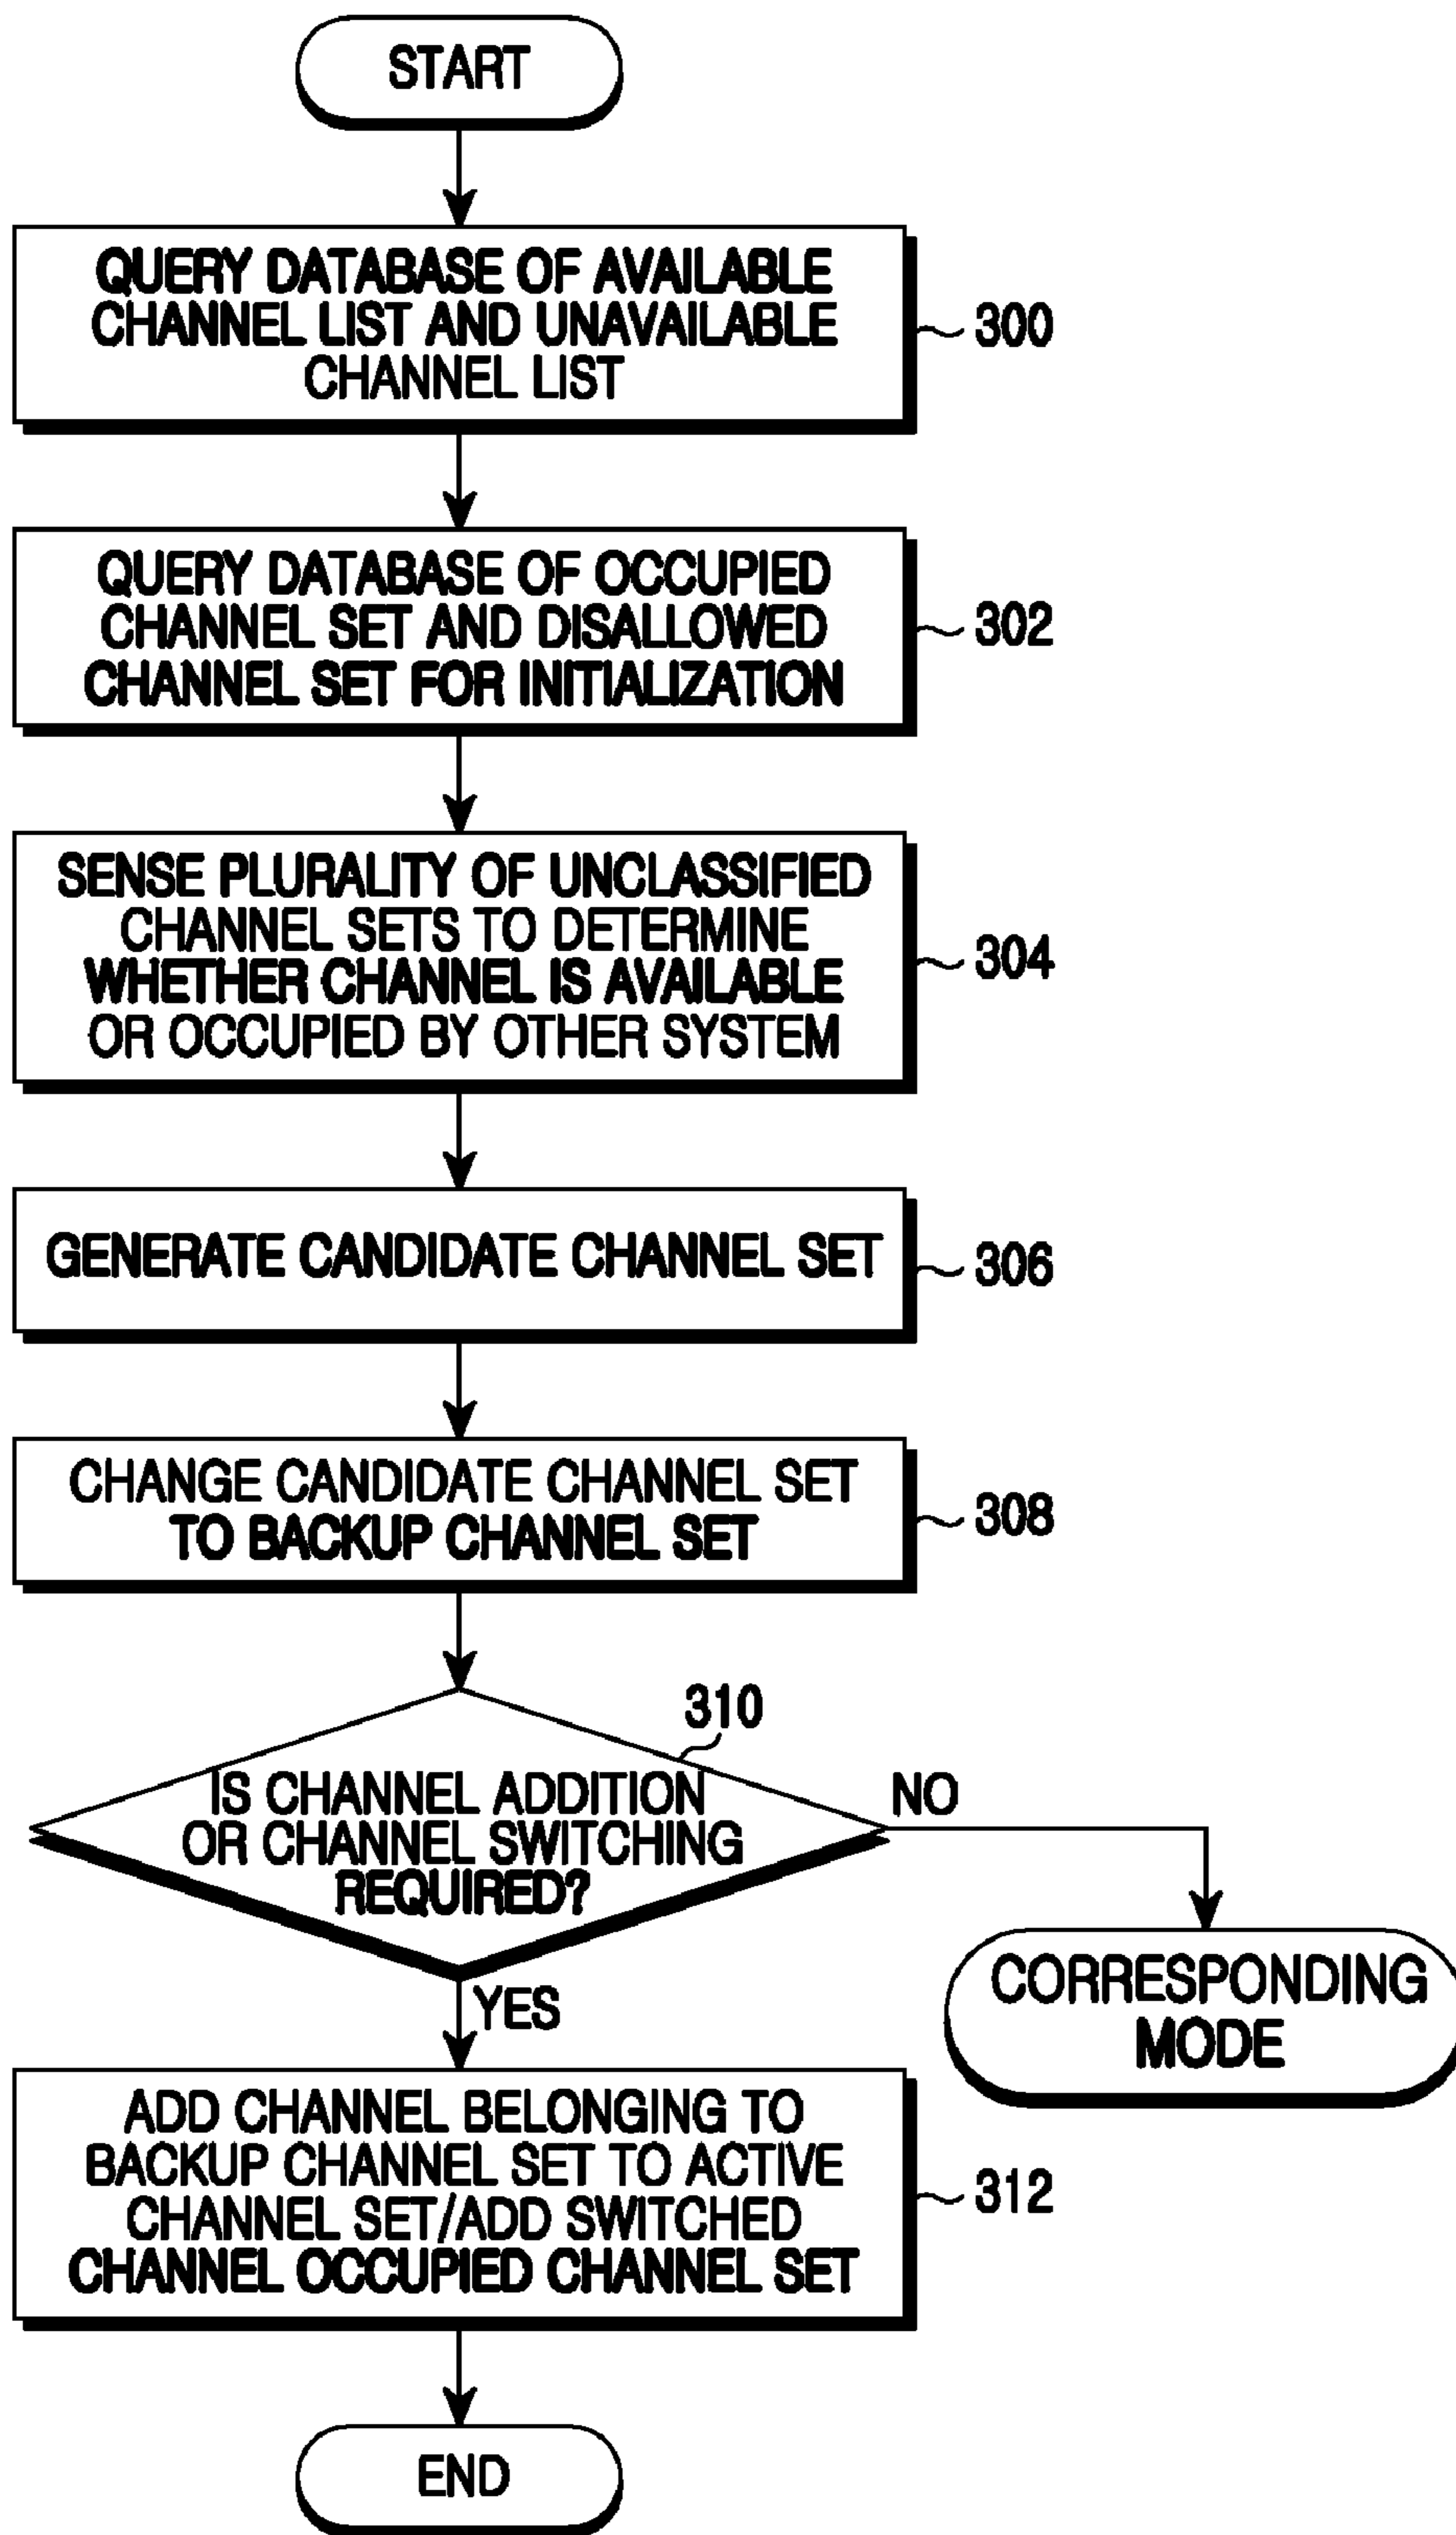 START
QUERY DATABASE OF AVAILABLE
CHANNEL LIST AND UNAVAILABLE
CHANNEL LIST
300
QUERY DATABASE OF OCCUPIED
CHANNEL SET AND DISALLOWED
CHANNEL SET FOR INITIALIZATION
302
SENSE PLURALITY OF UNCLASSIFIED
CHANNEL SETS TO DETERMINE
WHETHER CHANNEL IS AVAILABLE
OR OCCUPIED BY OTHER SYSTEM
304
GENERATE CANDIDATE CHANNEL SET
306
CHANGE CANDIDATE CHANNEL SET
TO BACKUP CHANNEL SET
308
310
IS CHANNEL ADDITION
OR CHANNEL SWITCHING
REQUIRED?
NO
CORRESPONDING
MODE
YES
ADD CHANNEL BELONGING TO
BACKUP CHANNEL SET TO ACTIVE
CHANNEL SET/ADD SWITCHED
CHANNEL OCCUPIED CHANNEL SET
312
END